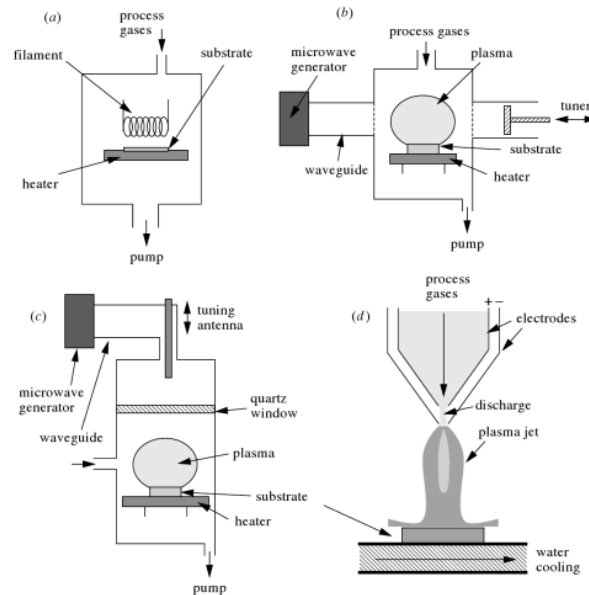 (a)
process
gases
filament
substrate
heater
pump
(b)
microwave
generator
process gases
plasma
tuner
waveguide
substrate
heater
pump
(c)
tuning
antenna
microwave
generator
waveguide
quartz
window
plasma
substrate
heater
pump
process
gases
(d)
+ −
electrodes
discharge
plasma jet
water
cooling